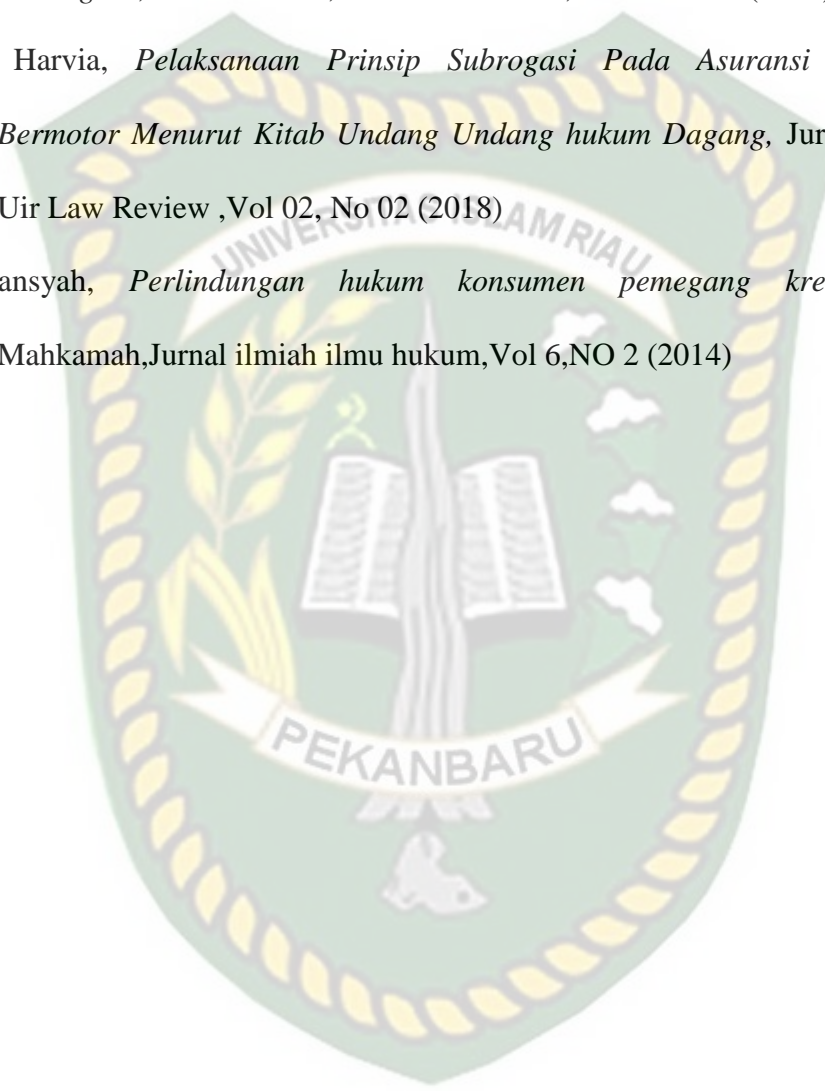 Harvia, Pelaksanaan Prinsip Subrogasi Pada Asuransi
Bermotor Menurut Kitab Undang Undang hukum Dagang, Jur
Uir Law Review ,Vol 02, No 02 (2018)
UNIVERSITAS ISLAM RIAU
ansyah, Perlindungan hukum konsumen pemegang kre
Mahkamah,Jurnal ilmiah ilmu hukum,Vol 6,NO 2 (2014)
PEKANBARU